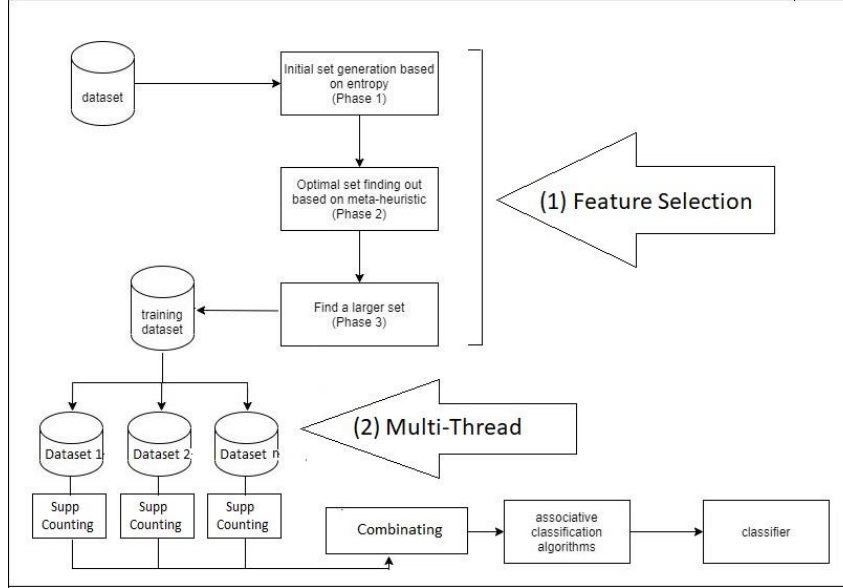 dataset
Initial set generation based
on entropy
(Phase 1)
Optimal set finding out
based on meta-heuristic
(Phase 2)
(1) Feature Selection
Find a larger set
(Phase 3)
training
dataset
(2) Multi-Thread
Dataset 1
Dataset 2
Dataset n
Supp
Counting
Supp
Counting
Supp
Counting
Combinating
associative
classification
algorithms
classifier